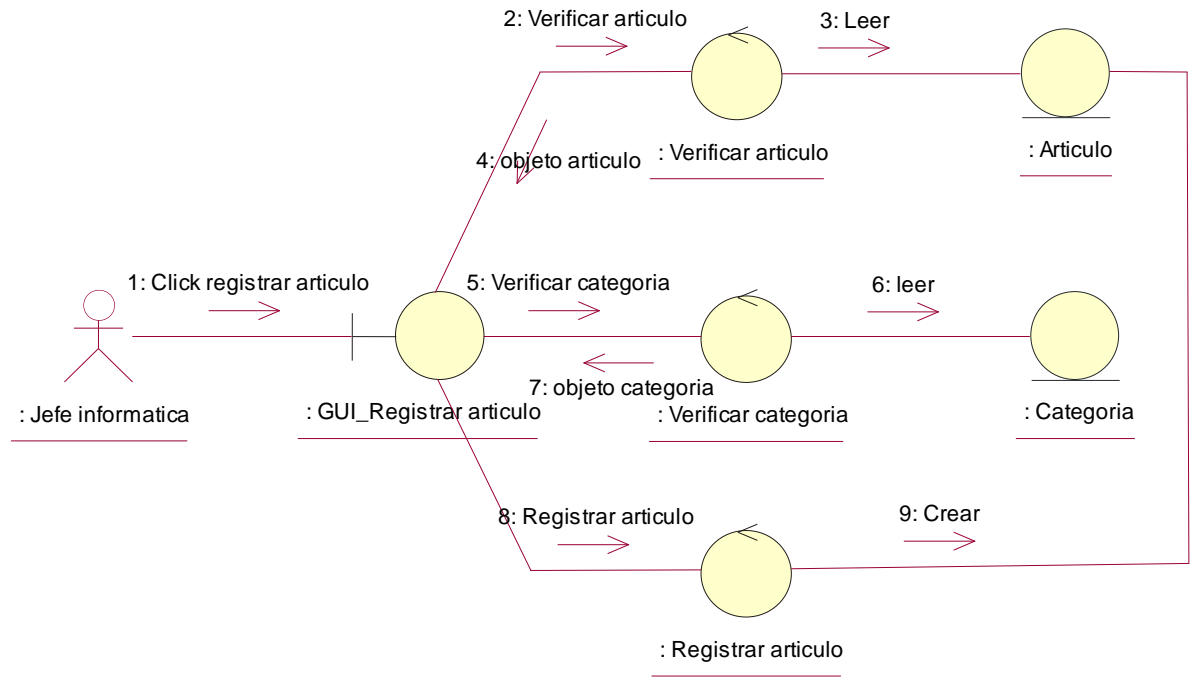 2: Verificar articulo
3: Leer
4: objeto articulo
: Verificar articulo
: Articulo
1: Click registrar articulo
5: Verificar categoria
6: leer
7: objeto categoria
: Jefe informatica
: GUI_Registrar articulo
: Verificar categoria
: Categoria
8: Registrar articulo
9: Crear
: Registrar articulo